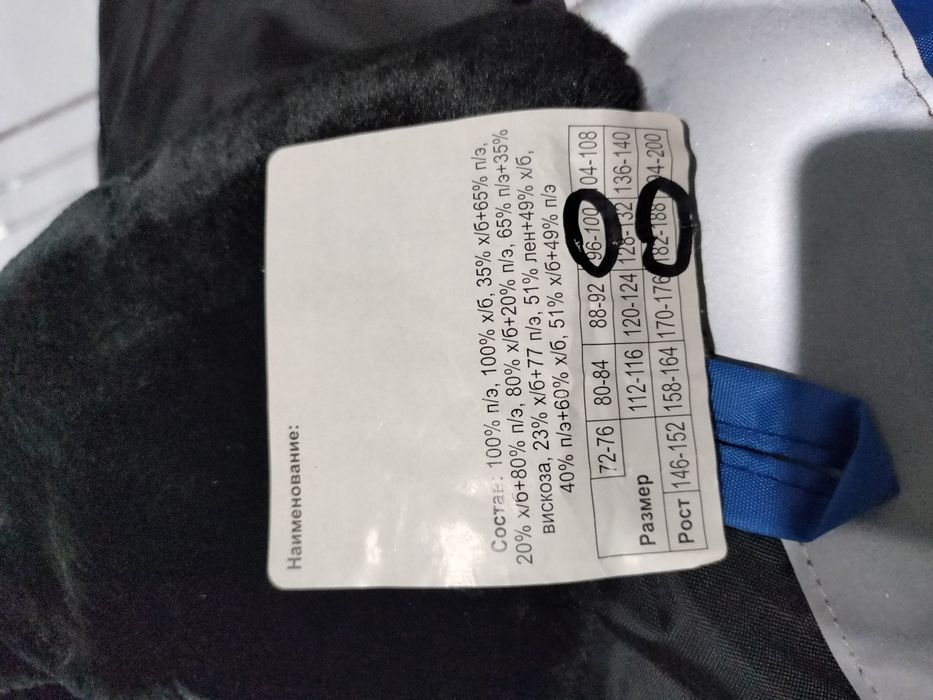 Наименование:
Состав: 100% п/э, 100% х/б, 35% х/б+65% п/э,
20% х/б+80% п/э, 80% х/б+20% п/э, 65% п/э+35%
вискоза, 23% х/б+77 п/э, 51% лен+49% х/б,
40% п/э+60% х/б, 51% х/б+49% п/э
72-76 80-84 88-92 96-100 04-108
Размер 112-116 120-124 128-132 136-140
Рост 146-152 158-164 170-176 182-188 94-200